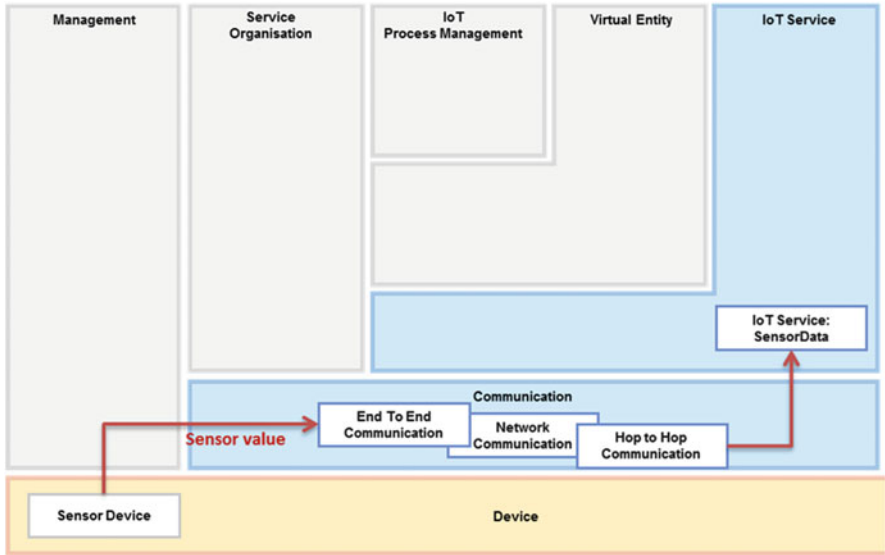 Management
Service
Organisation
IoT
Process Management
Virtual Entity
IoT Service
IoT Service:
SensorData
Communication
End To End
Communication
Network
Communication
Hop to Hop
Communication
Sensor value
Sensor Device
Device